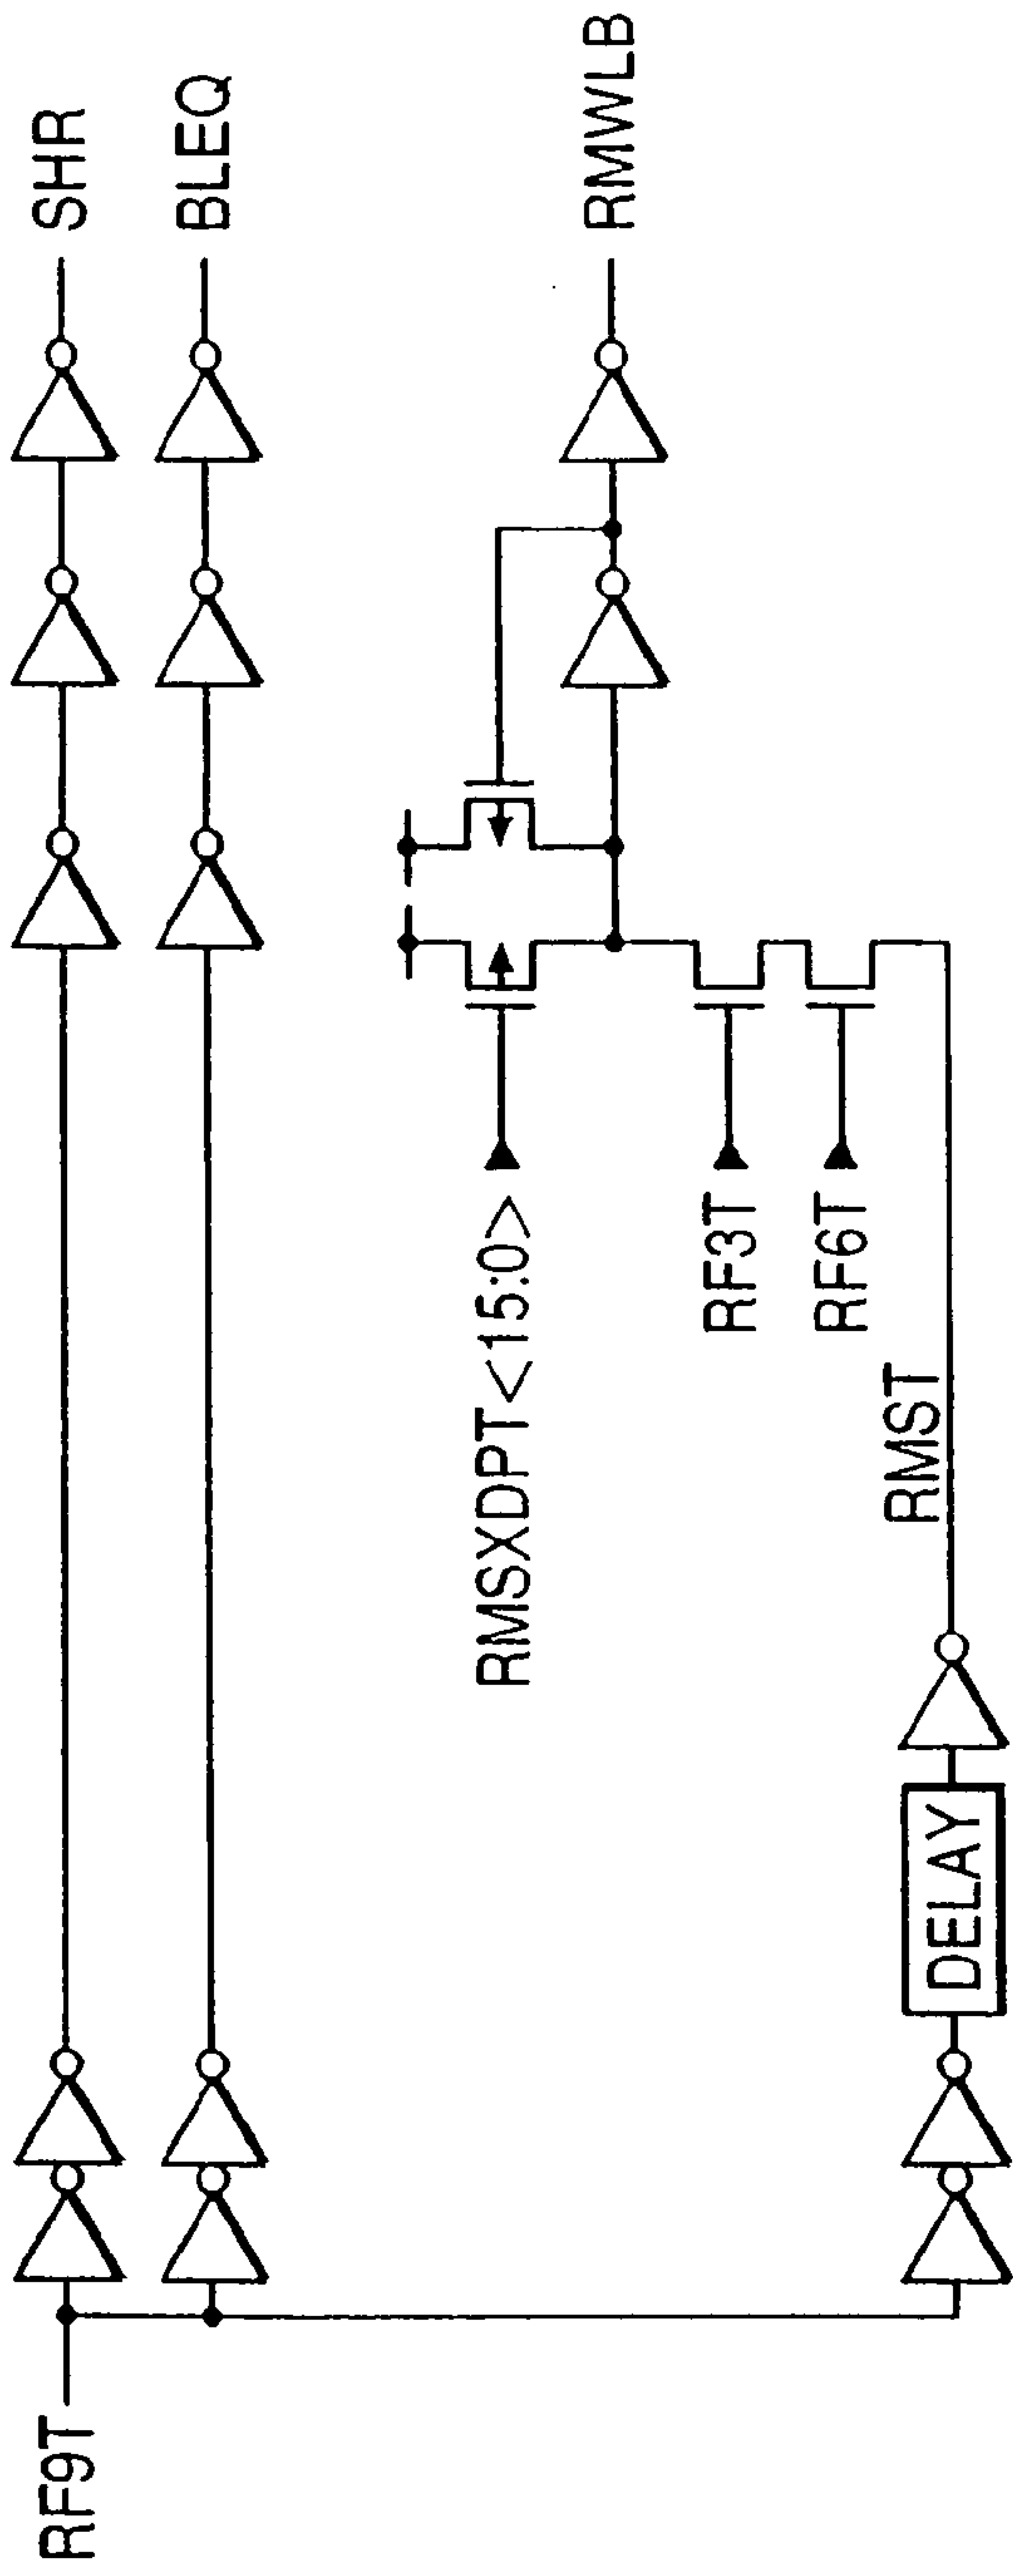 RF9T
SHR
BLEQ
RMSXDPT<15:0>
RMWLB
RF3T
RF6T
RMST
DELAY